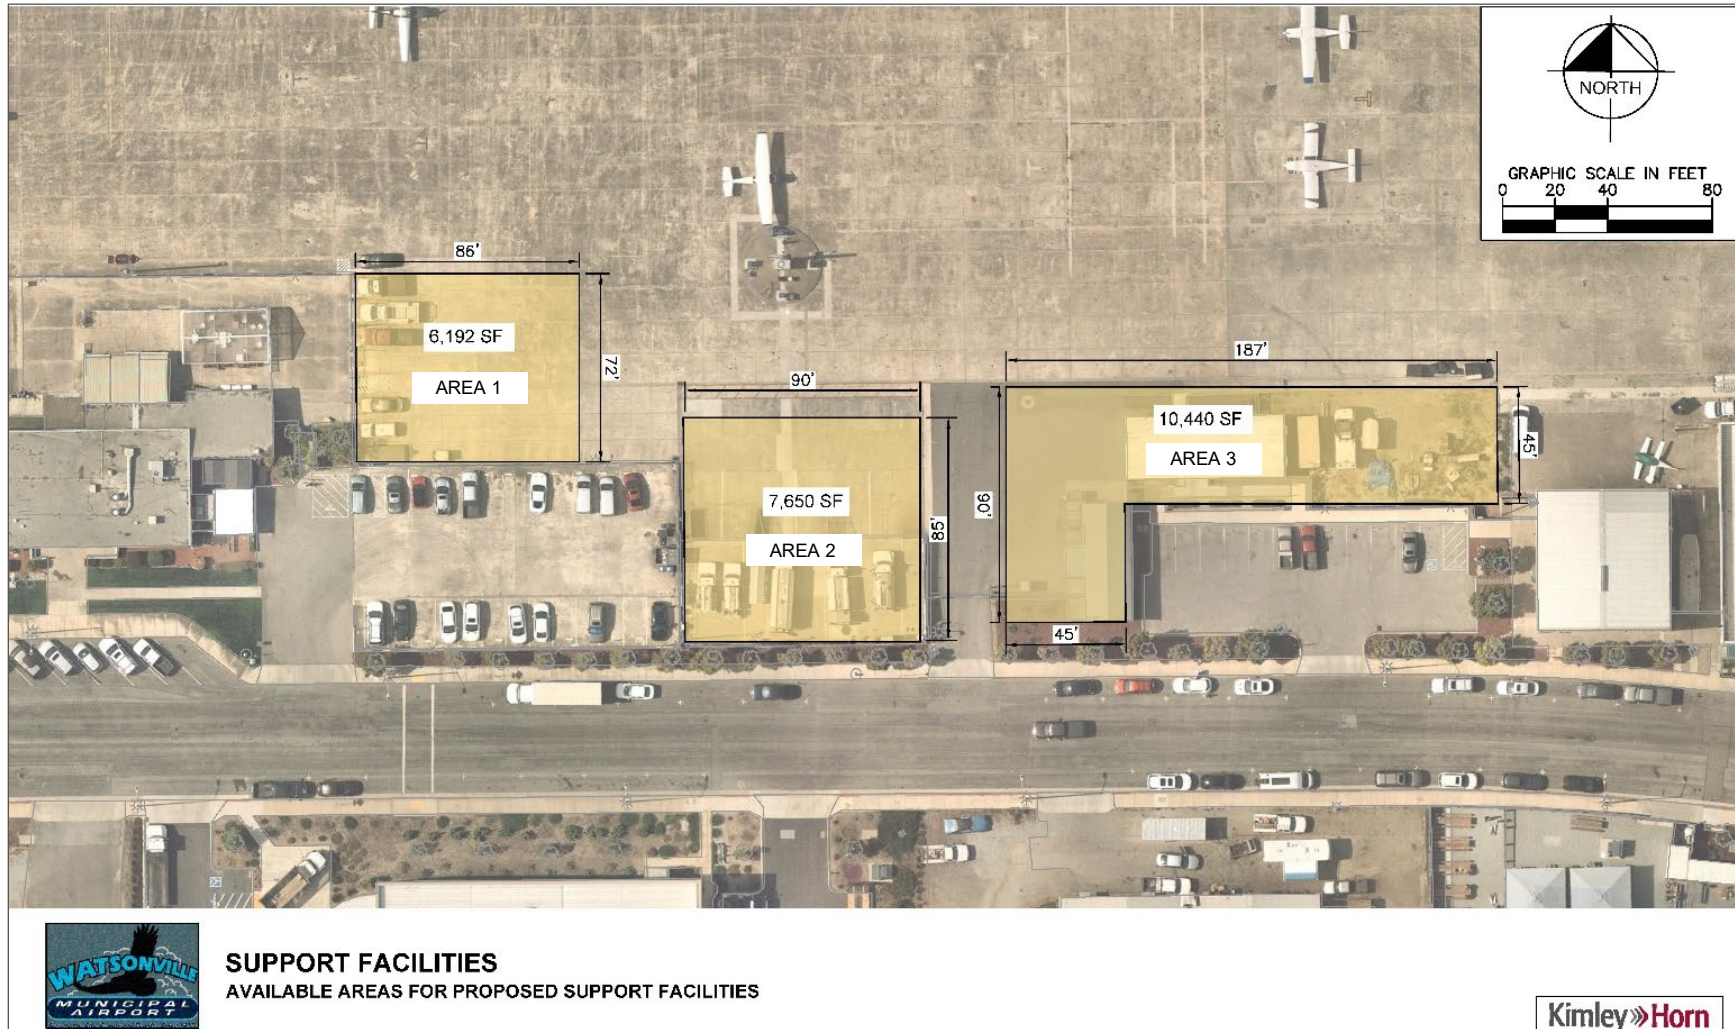 NORTH
GRAPHIC SCALE IN FEET
0 20 40 80
86'
6,192 SF
AREA 1
72'
90'
7,650 SF
AREA 2
85'
187'
10,440 SF
AREA 3
45'
90'
45'
WATSONVILLE
MUNICIPAL
AIRPORT
SUPPORT FACILITIES
AVAILABLE AREAS FOR PROPOSED SUPPORT FACILITIES
Kimley»Horn